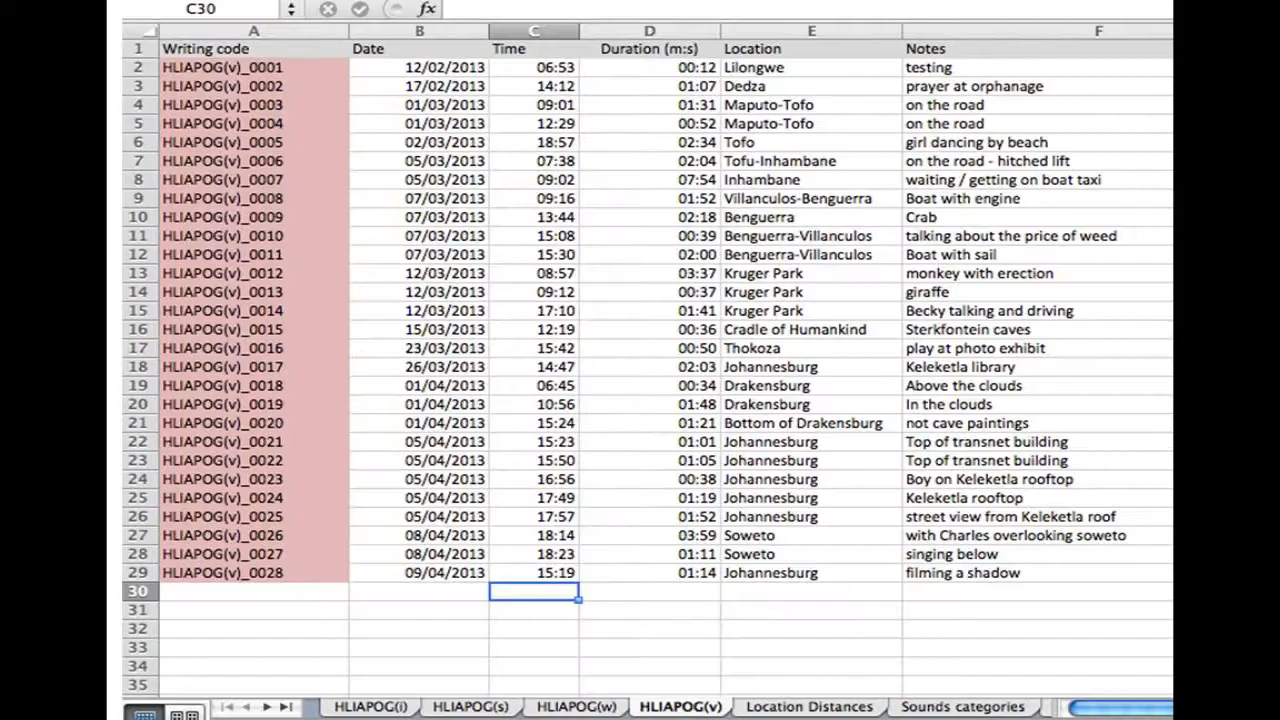 C30 fx
A B C D E F
1 Writing code Date Time Duration (m:s) Location Notes
2 HLIAPOG(v)_0001 12/02/2013 06:53 00:12 Lilongwe testing
3 HLIAPOG(v)_0002 17/02/2013 14:12 01:07 Dedza prayer at orphanage
4 HLIAPOG(v)_0003 01/03/2013 09:01 01:31 Maputo-Tofo on the road
5 HLIAPOG(v)_0004 01/03/2013 12:29 00:52 Maputo-Tofo on the road
6 HLIAPOG(v)_0005 02/03/2013 18:57 02:34 Tofo girl dancing by beach
7 HLIAPOG(v)_0006 05/03/2013 07:38 02:04 Tofu-Inhambane on the road - hitched lift
8 HLIAPOG(v)_0007 05/03/2013 09:02 07:54 Inhambane waiting / getting on boat taxi
9 HLIAPOG(v)_0008 07/03/2013 09:16 01:52 Villanculos-Benguerra Boat with engine
10 HLIAPOG(v)_0009 07/03/2013 13:44 02:18 Benguerra Crab
11 HLIAPOG(v)_0010 07/03/2013 15:08 00:39 Benguerra-Villanculos talking about the price of weed
12 HLIAPOG(v)_0011 07/03/2013 15:30 02:00 Benguerra-Villanculos Boat with sail
13 HLIAPOG(v)_0012 12/03/2013 08:57 03:37 Kruger Park monkey with erection
14 HLIAPOG(v)_0013 12/03/2013 09:12 00:37 Kruger Park giraffe
15 HLIAPOG(v)_0014 12/03/2013 17:10 01:41 Kruger Park Becky talking and driving
16 HLIAPOG(v)_0015 15/03/2013 12:19 00:36 Cradle of Humankind Sterkfontein caves
17 HLIAPOG(v)_0016 23/03/2013 15:42 00:50 Thokoza play at photo exhibit
18 HLIAPOG(v)_0017 26/03/2013 14:47 02:03 Johannesburg Keleketla library
19 HLIAPOG(v)_0018 01/04/2013 06:45 00:34 Drakensburg Above the clouds
20 HLIAPOG(v)_0019 01/04/2013 10:56 01:48 Drakensburg In the clouds
21 HLIAPOG(v)_0020 01/04/2013 15:24 01:21 Bottom of Drakensburg not cave paintings
22 HLIAPOG(v)_0021 05/04/2013 15:23 01:01 Johannesburg Top of transnet building
23 HLIAPOG(v)_0022 05/04/2013 15:50 01:05 Johannesburg Top of transnet building
24 HLIAPOG(v)_0023 05/04/2013 16:56 00:38 Johannesburg Boy on Keleketla rooftop
25 HLIAPOG(v)_0024 05/04/2013 17:49 01:19 Johannesburg Keleketla rooftop
26 HLIAPOG(v)_0025 05/04/2013 17:57 01:52 Johannesburg street view from Keleketla roof
27 HLIAPOG(v)_0026 08/04/2013 18:14 03:59 Soweto with Charles overlooking soweto
28 HLIAPOG(v)_0027 08/04/2013 18:23 01:11 Soweto singing below
29 HLIAPOG(v)_0028 09/04/2013 15:19 01:14 Johannesburg filming a shadow
30
31
32
33
34
35
HLIAPOG(i) HLIAPOG(s) HLIAPOG(w) HLIAPOG(v) Location Distances Sounds categories